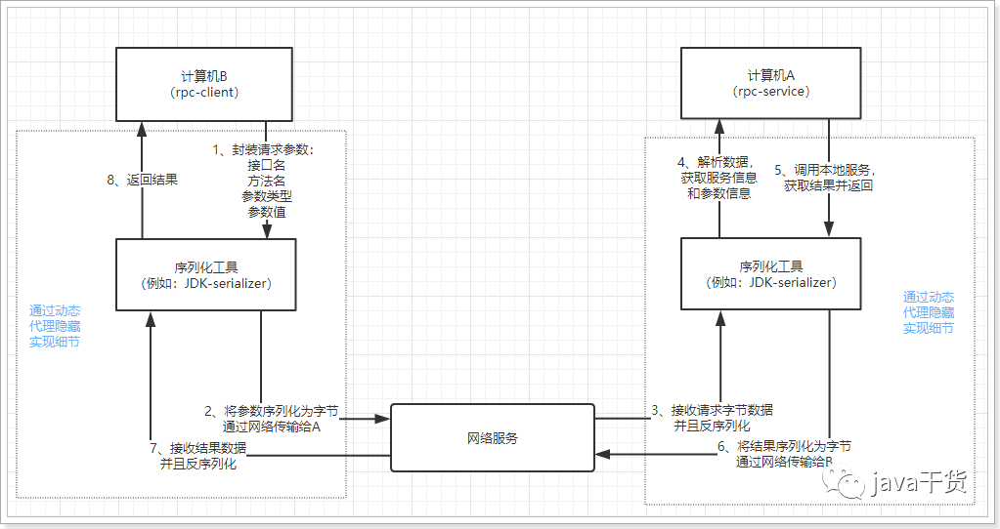 计算机B
（rpc-client）
计算机A
（rpc-service）
1、封装请求参数：
接口名
方法名
参数类型
参数值
8、返回结果
4、解析数据，
获取服务信息
和参数信息
5、调用本地服务，
获取结果并返回
序列化工具
（例如：JDK-serializer）
序列化工具
（例如：JDK-serializer）
通过动态
代理隐藏
实现细节
通过动态
代理隐藏
实现细节
2、将参数序列化为字节
通过网络传输给A
网络服务
3、接收请求字节数据
并且反序列化
7、接收结果数据
并且反序列化
6、将结果序列化为字节
通过网络传输给B
java干货